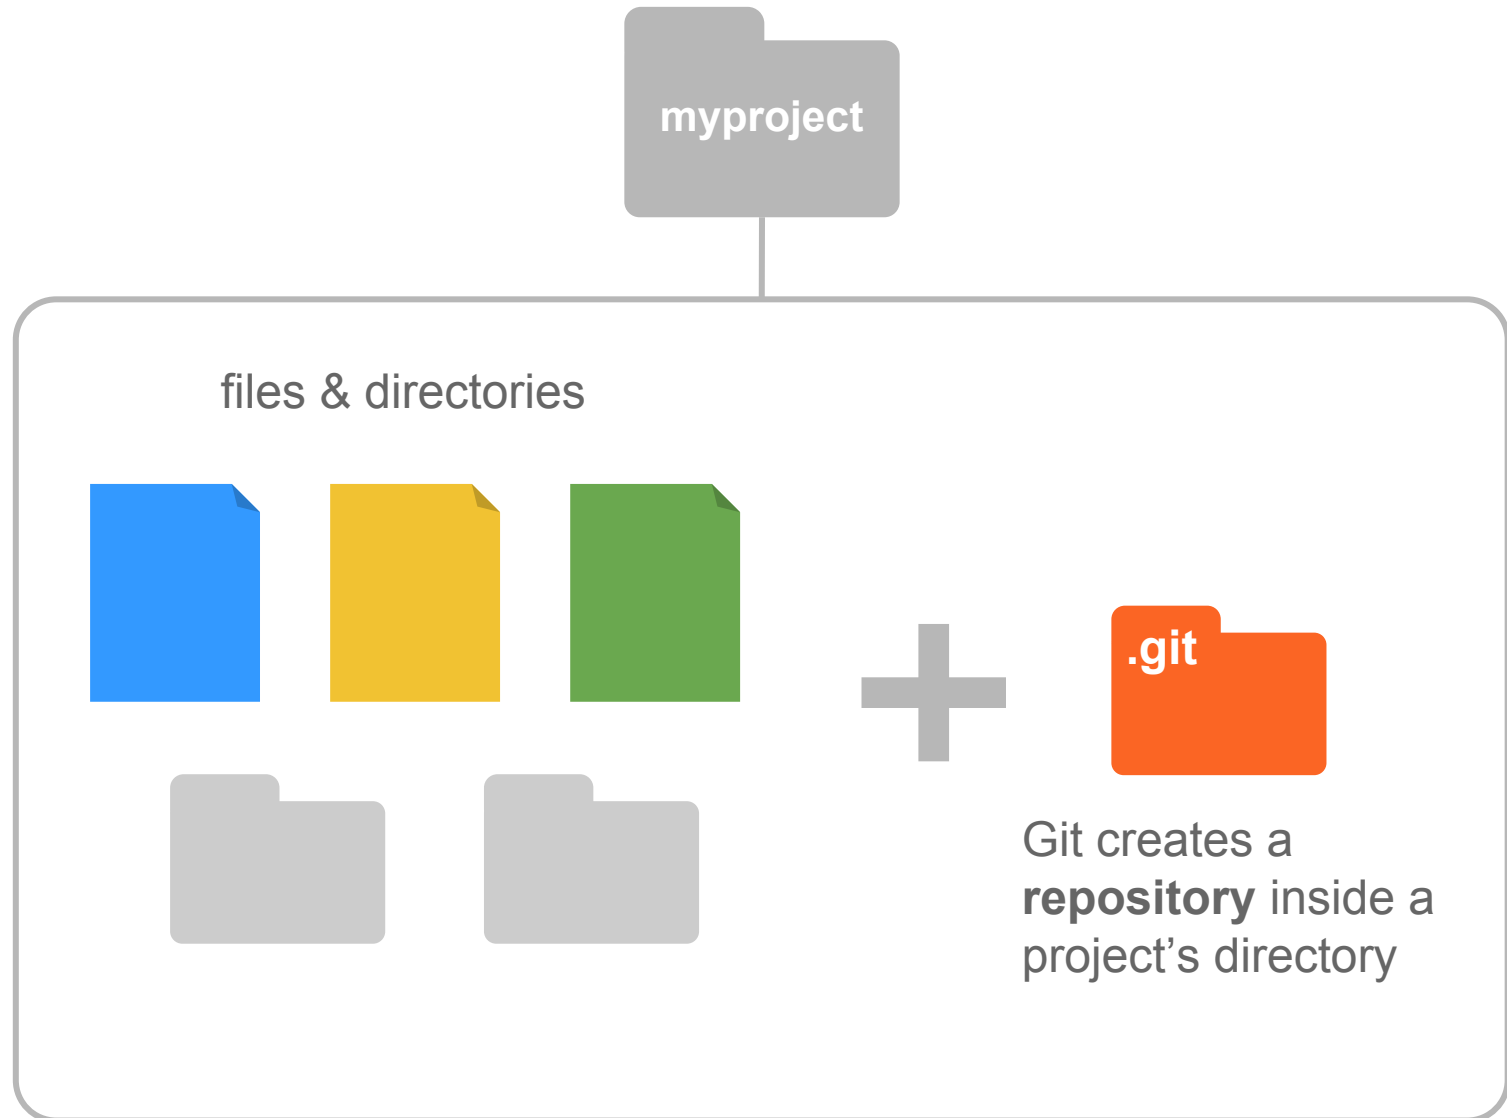 myproject
files & directories
.git
Git creates a
repository inside a
project’s directory